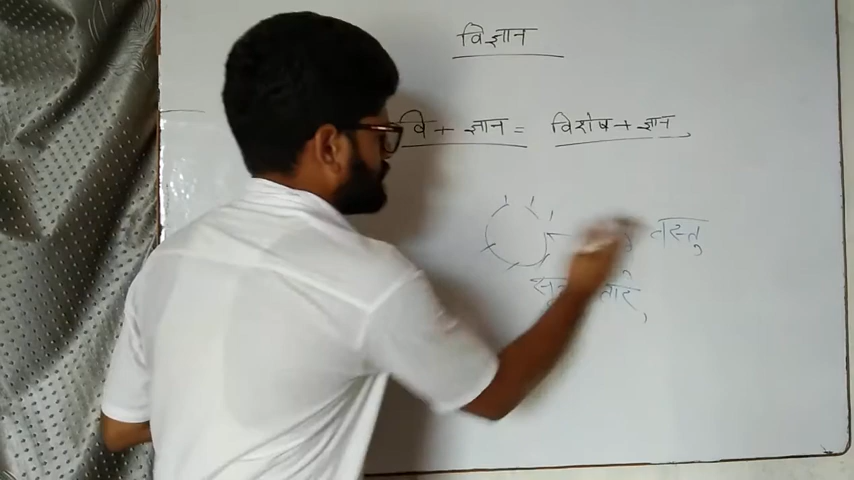 विज्ञान
वि + ज्ञान = विशेष + ज्ञान
वस्तु
तारे,